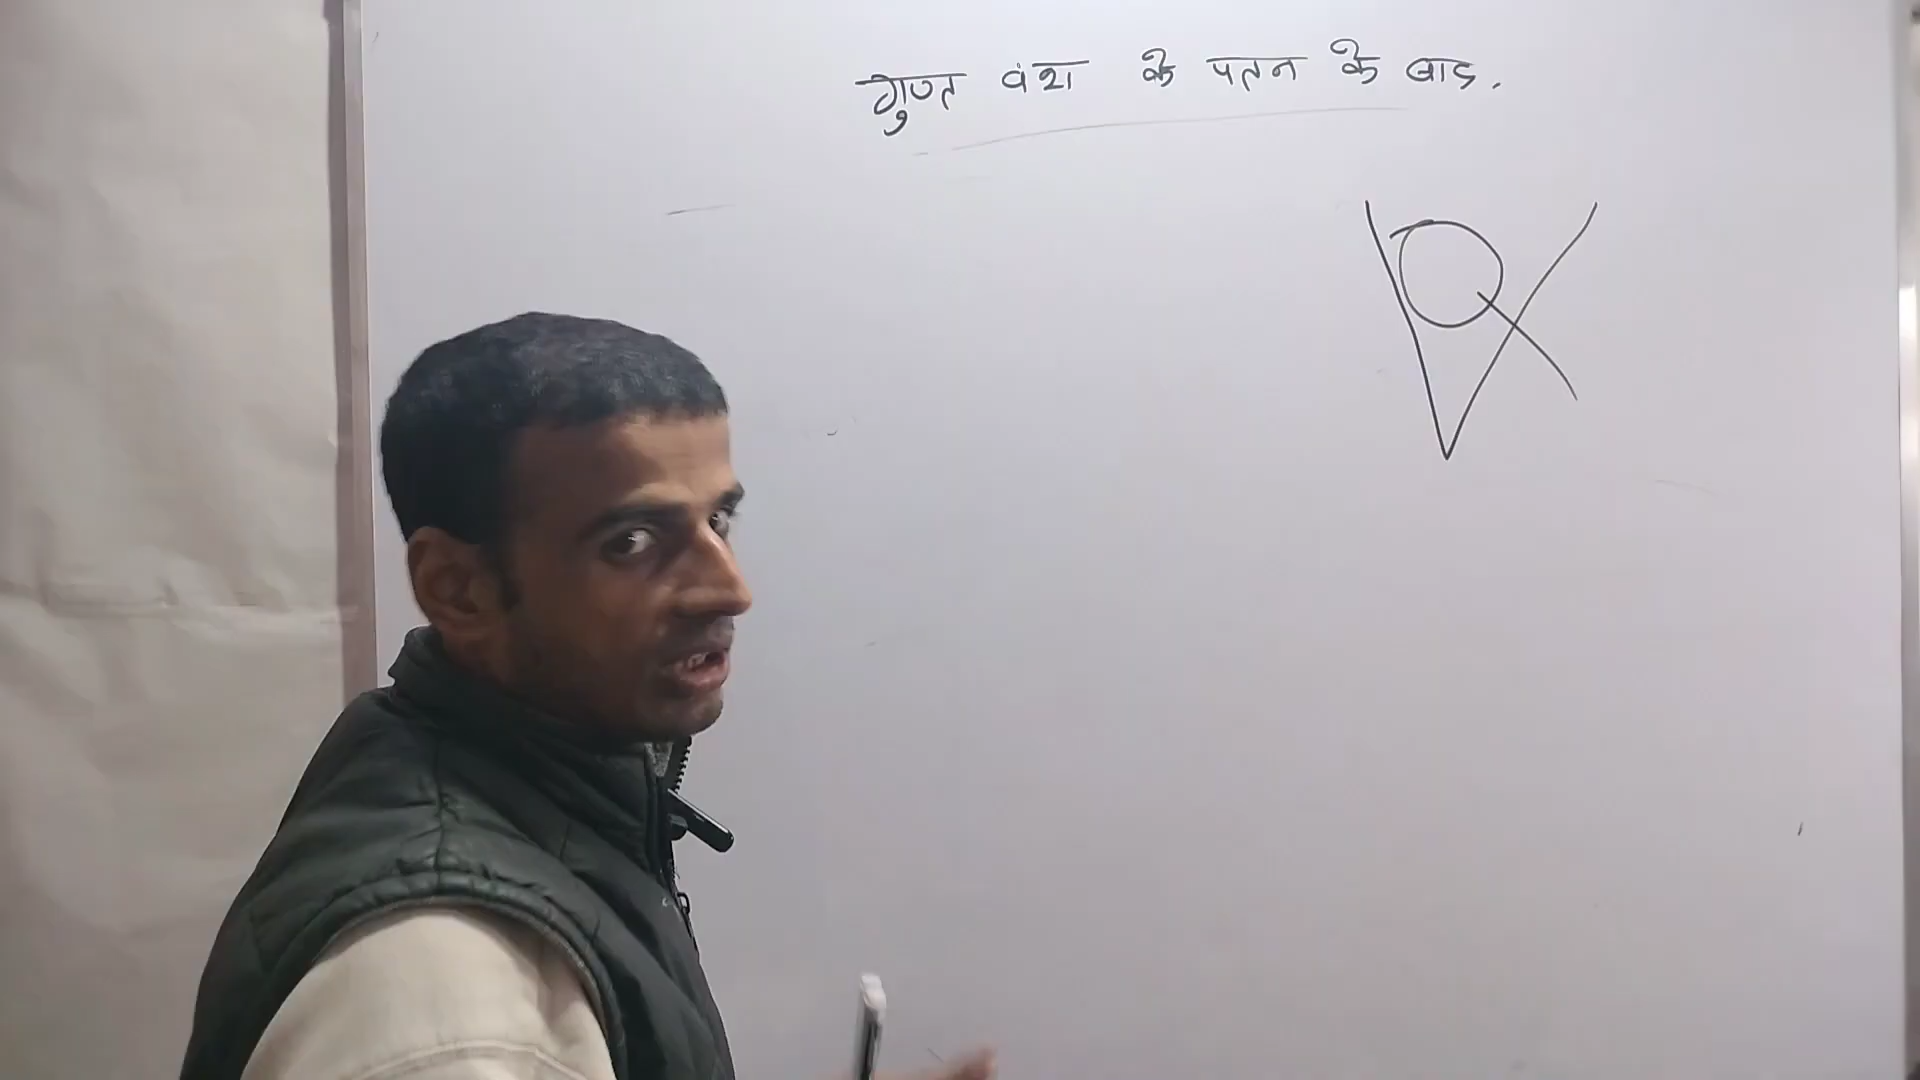 गुप्त वंश के पतन के बाद.